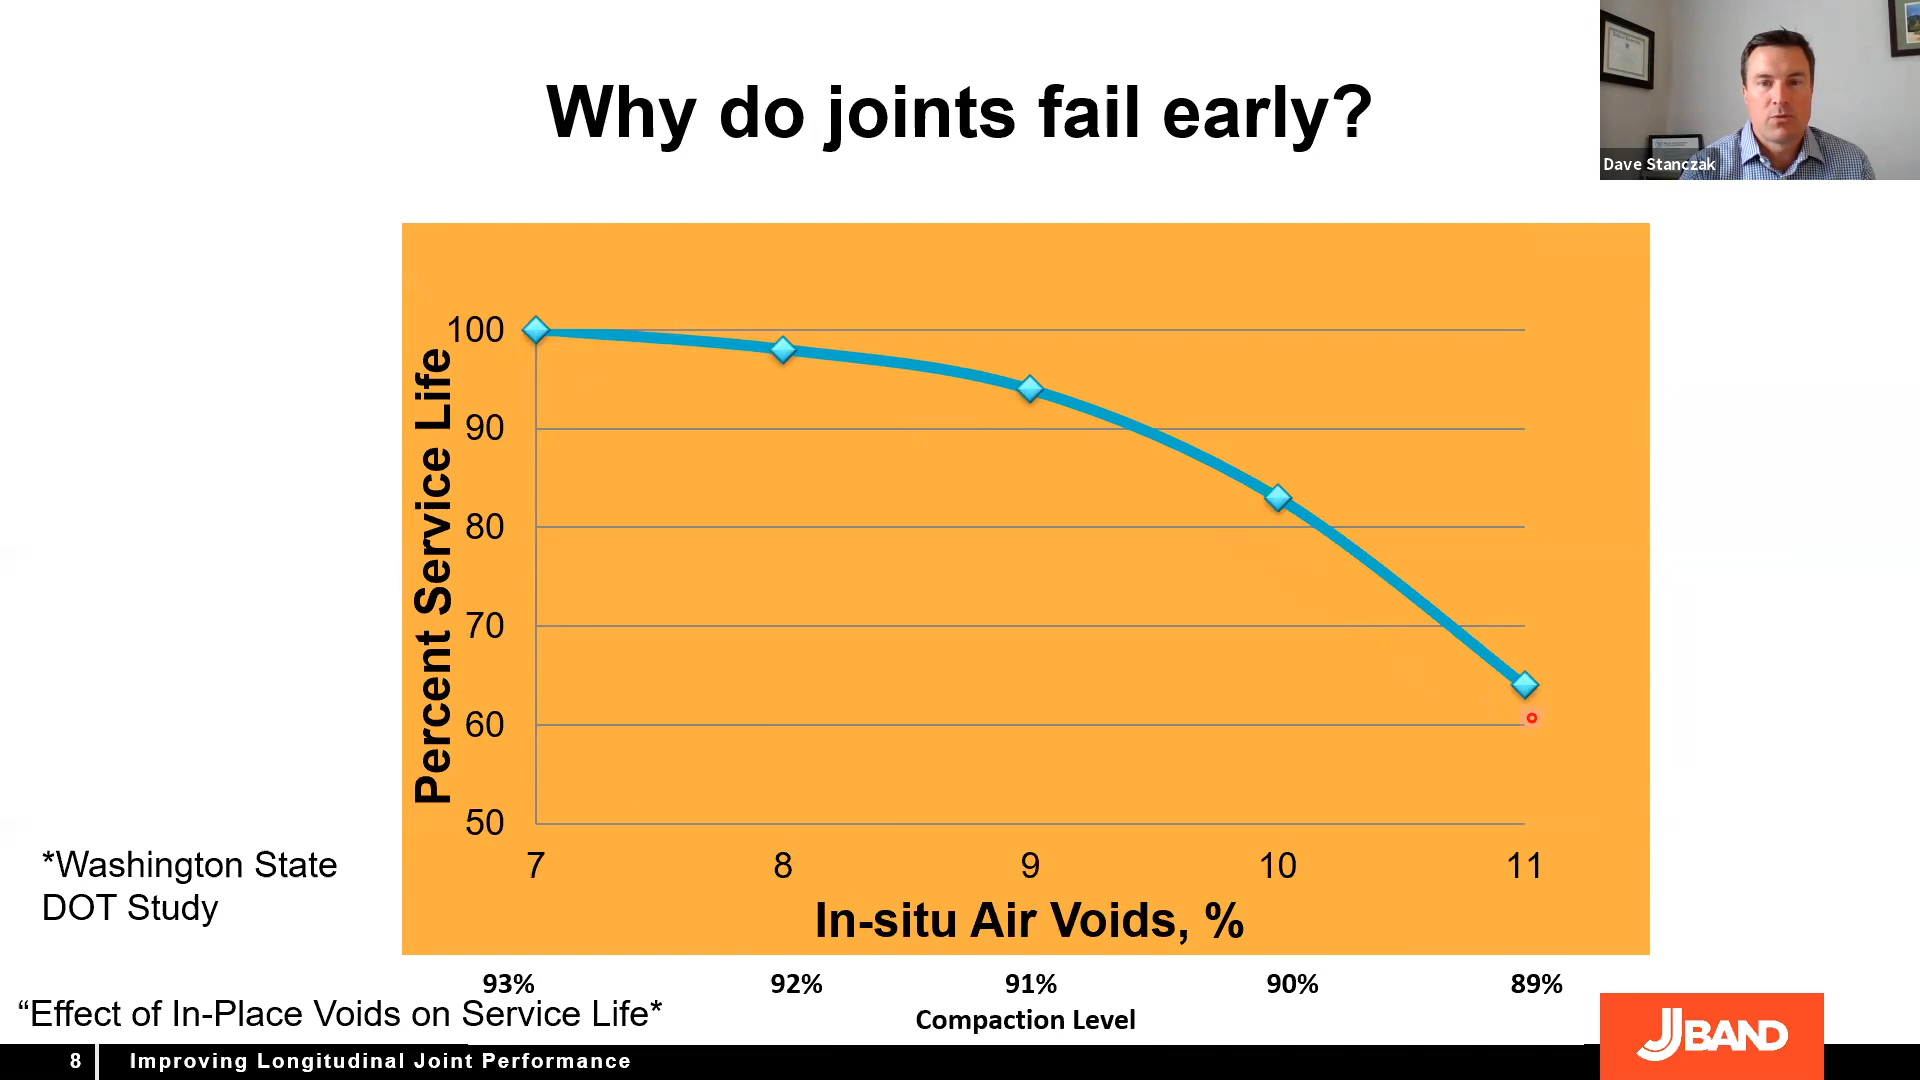 Why do joints fail early?
Dave Stanczak
Percent Service Life
100
90
80
70
60
50
7 8 9 10 11
In-situ Air Voids, %
93% 92% 91% 90% 89%
Compaction Level
*Washington State
DOT Study
“Effect of In-Place Voids on Service Life*
8 Improving Longitudinal Joint Performance
JBAND